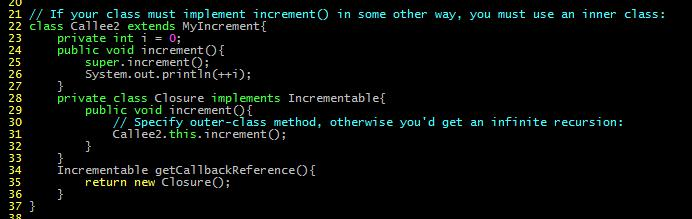 20
21 // If your class must implement increment() in some other way, you must use an inner class:
22 class Callee2 extends MyIncrement{
23     private int i = 0;
24     public void increment(){
25         super.increment();
26         System.out.println(++i);
27     }
28     private class Closure implements Incrementable{
29         public void increment(){
30             // Specify outer-class method, otherwise you'd get an infinite recursion:
31             Callee2.this.increment();
32         }
33     }
34     Incrementable getCallbackReference(){
35         return new Closure();
36     }
37 }
38